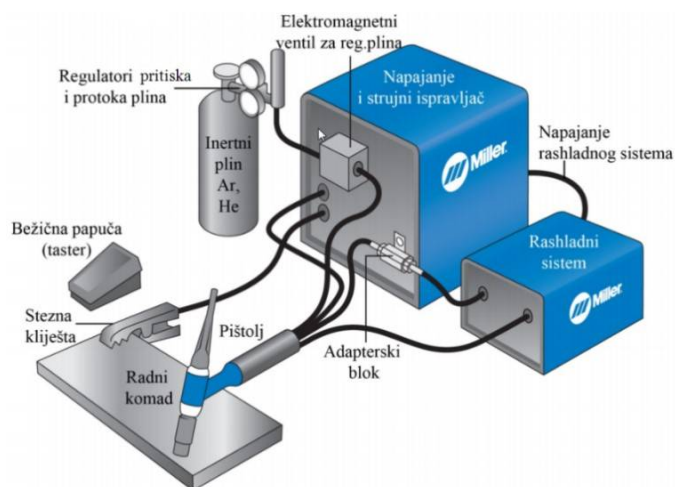 Elektromagnetni
ventil za reg.plina
Regulatori pritiska
i protoka plina
Napajanje
i strujni ispravljač
Inertni
plin
Ar,
He
Miller
Napajanje
rashladnog sistema
Bežična papuča
(taster)
Rashladni
sistem
Miller
Stezna
kliješta
Pištolj
Adapterski
blok
Radni
komad